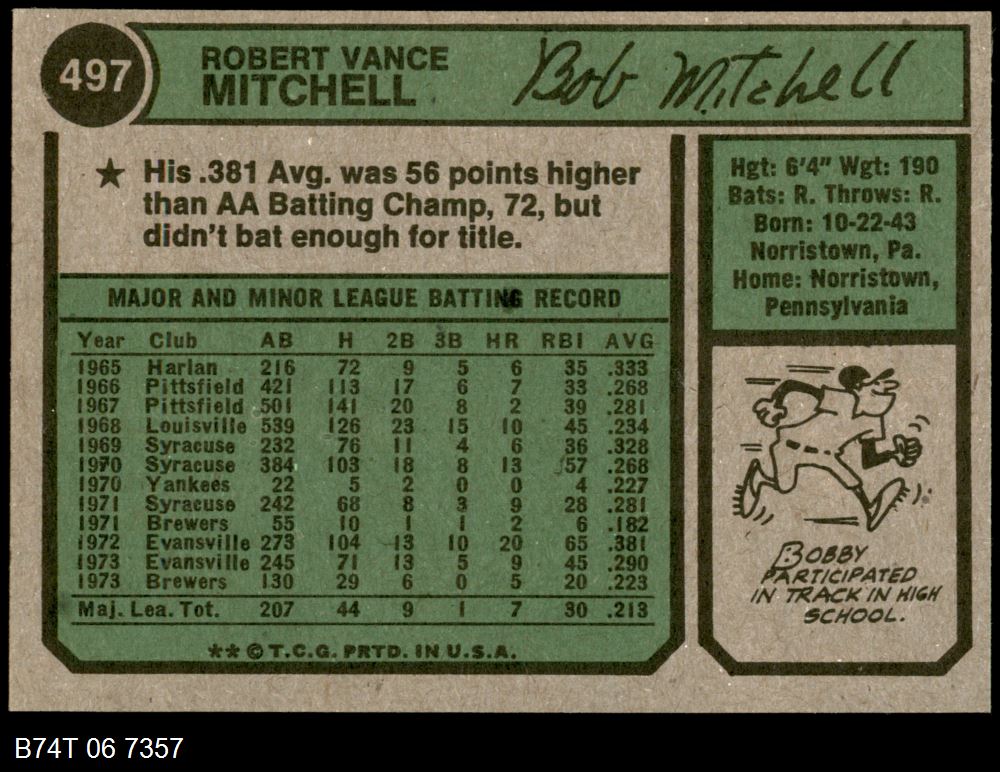 497
ROBERT VANCE
MITCHELL
Bob Mitchell
★ His .381 Avg. was 56 points higher
than AA Batting Champ, 72, but
didn't bat enough for title.
MAJOR AND MINOR LEAGUE BATTING RECORD
Year Club AB H 2B 3B HR RBI AVG
1965 Harlan 216 72 9 5 6 35 .333
1966 Pittsfield 421 113 17 6 7 33 .268
1967 Pittsfield 501 141 20 8 2 39 .281
1968 Louisville 539 126 23 15 10 45 .234
1969 Syracuse 232 76 11 4 6 36 .328
1970 Syracuse 384 103 18 8 13 57 .268
1970 Yankees 22 5 2 0 0 4 .227
1971 Syracuse 242 68 8 3 9 28 .281
1971 Brewers 55 10 1 1 2 6 .182
1972 Evansville 273 104 13 10 20 65 .381
1973 Evansville 245 71 13 5 9 45 .290
1973 Brewers 130 29 6 0 5 20 .223
Maj. Lea. Tot. 207 44 9 1 7 30 .213
** © T.C.G. PRTD. IN U.S.A.
Hgt: 6'4" Wgt: 190
Bats: R. Throws: R.
Born: 10-22-43
Norristown, Pa.
Home: Norristown,
Pennsylvania
BOBBY
PARTICIPATED
IN TRACK IN HIGH
SCHOOL.
B74T 06 7357